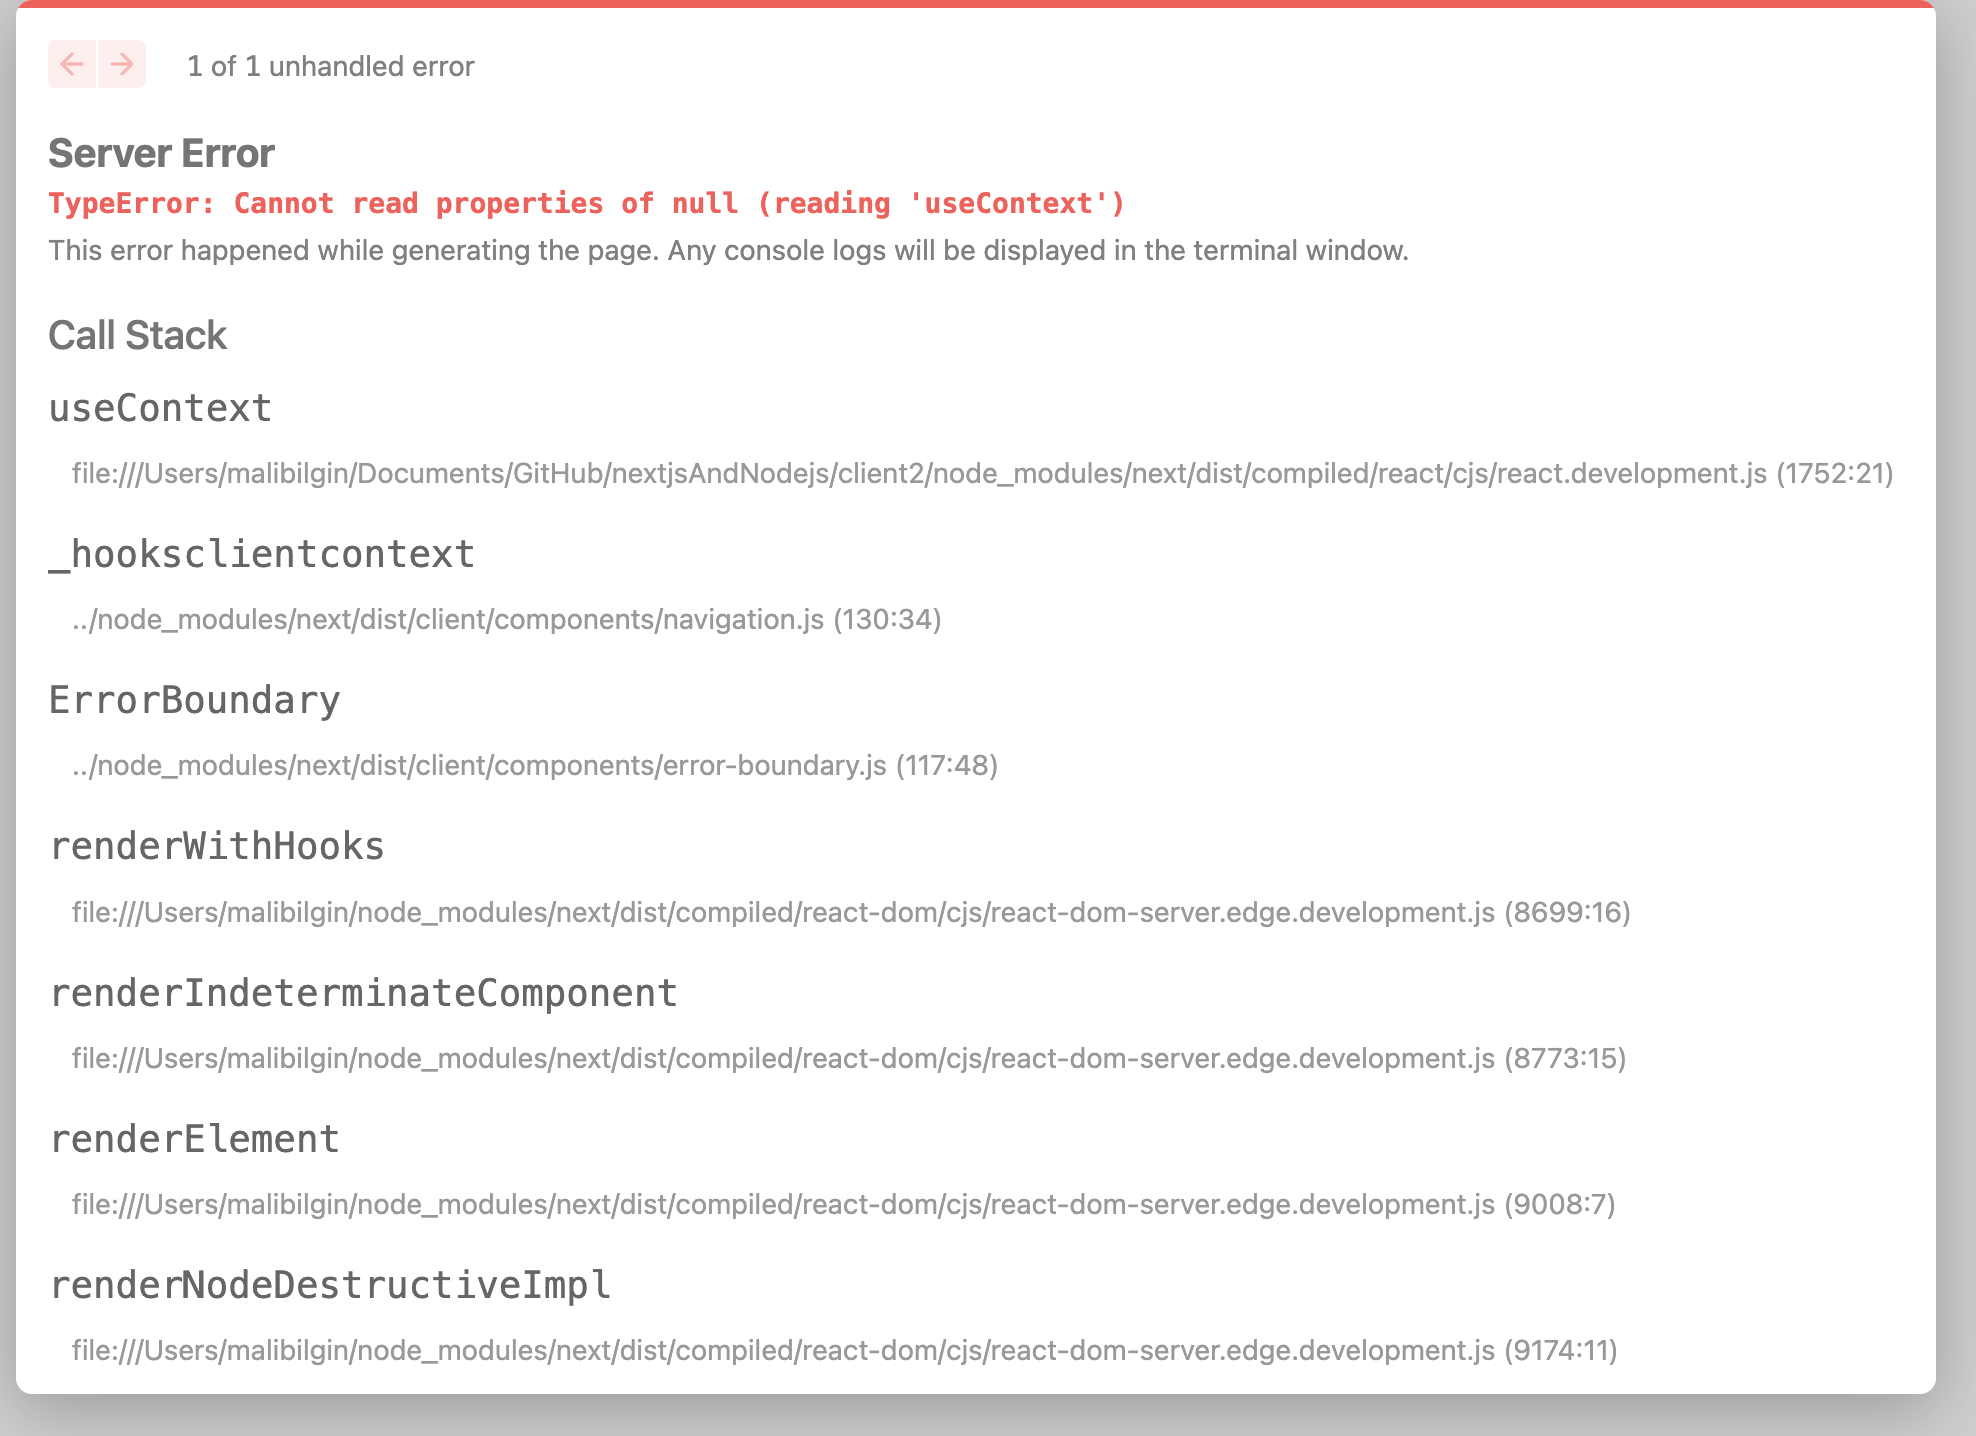 1 of 1 unhandled error
Server Error
TypeError: Cannot read properties of null (reading 'useContext')
This error happened while generating the page. Any console logs will be displayed in the terminal window.
Call Stack
useContext
file:///Users/malibilgin/Documents/GitHub/nextjsAndNodejs/client2/node_modules/next/dist/compiled/react/cjs/react.development.js (1752:21)
_hooksclientcontext
../node_modules/next/dist/client/components/navigation.js (130:34)
ErrorBoundary
../node_modules/next/dist/client/components/error-boundary.js (117:48)
renderWithHooks
file:///Users/malibilgin/node_modules/next/dist/compiled/react-dom/cjs/react-dom-server.edge.development.js (8699:16)
renderIndeterminateComponent
file:///Users/malibilgin/node_modules/next/dist/compiled/react-dom/cjs/react-dom-server.edge.development.js (8773:15)
renderElement
file:///Users/malibilgin/node_modules/next/dist/compiled/react-dom/cjs/react-dom-server.edge.development.js (9008:7)
renderNodeDestructiveImpl
file:///Users/malibilgin/node_modules/next/dist/compiled/react-dom/cjs/react-dom-server.edge.development.js (9174:11)